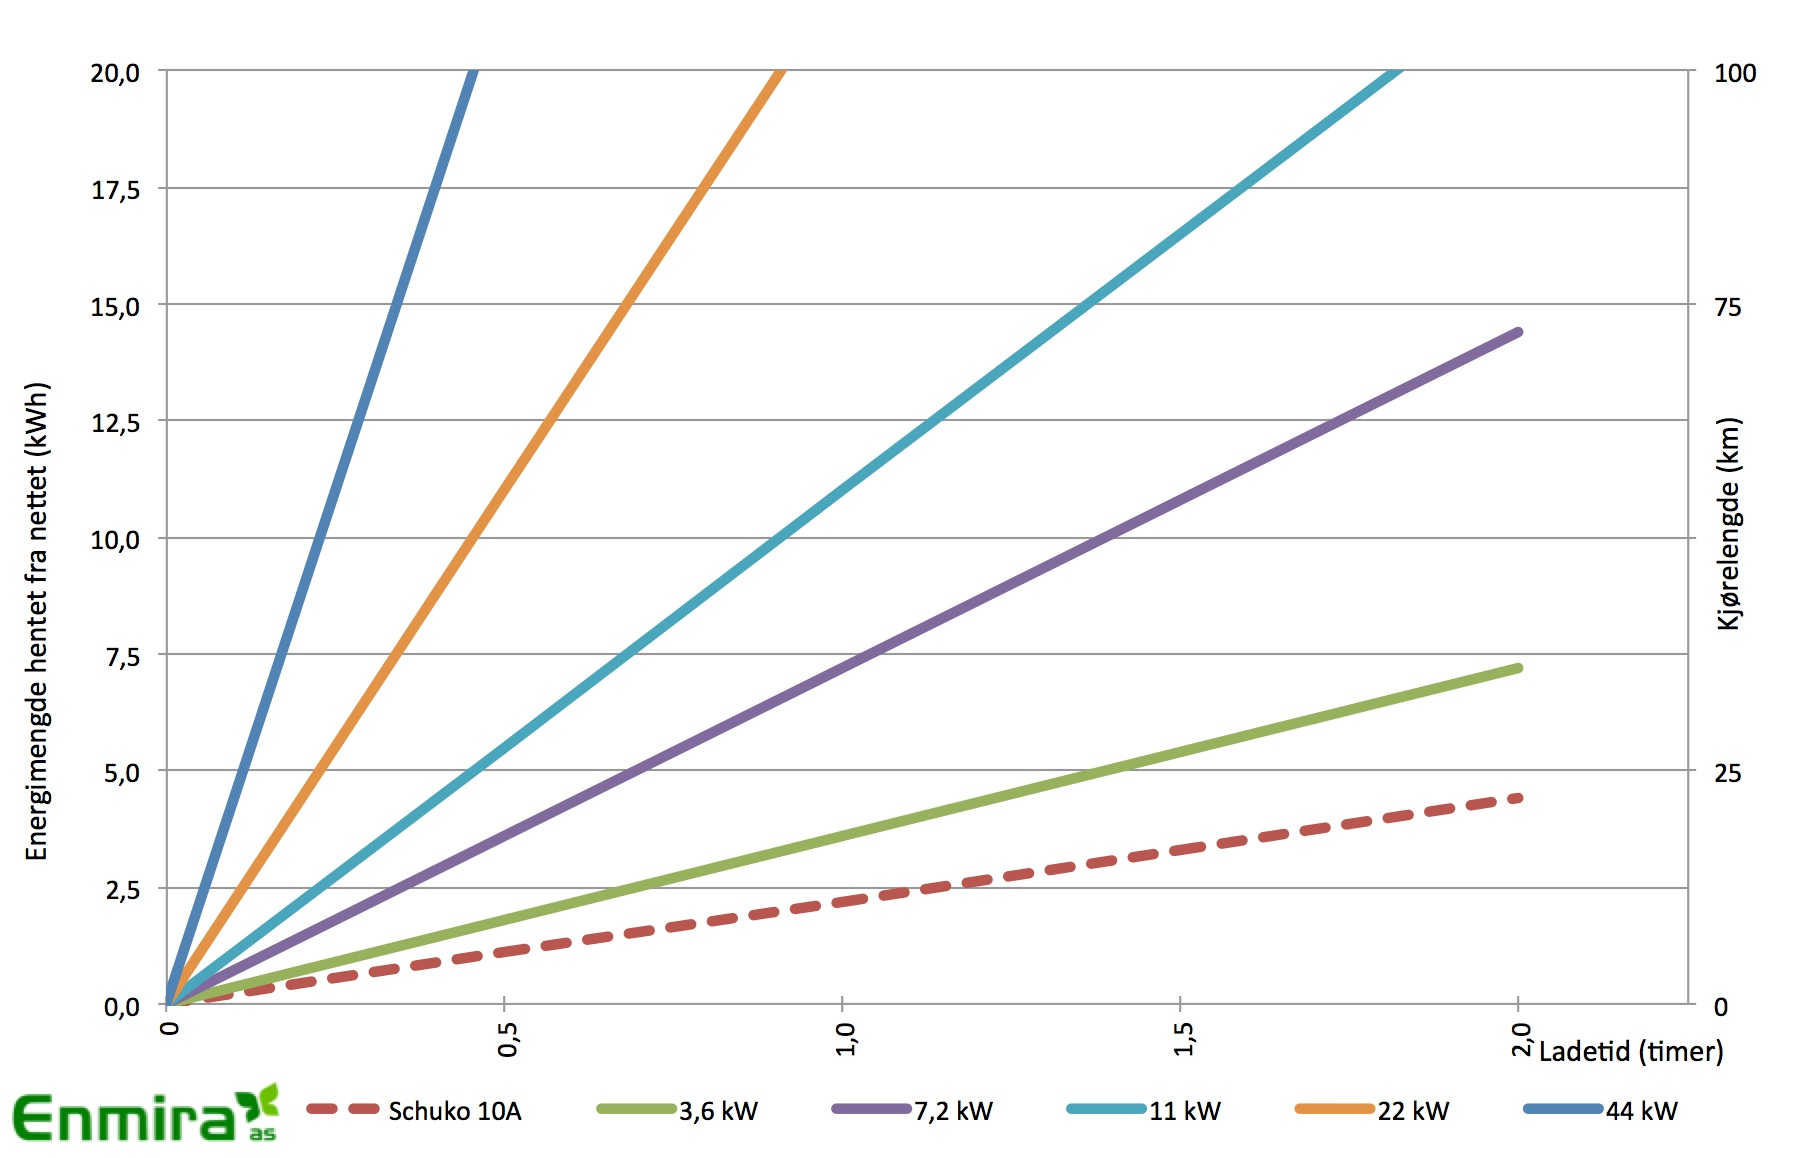 20,0
17,5
15,0
12,5
10,0
7,5
5,0
2,5
0,0
Energimengde hentet fra nettet (kWh)
100
75
25
0
Kjørelengde (km)
0
0,5
1,0
1,5
2,0
Ladetid (timer)
Enmira as
Schuko 10A
3,6 kW
7,2 kW
11 kW
22 kW
44 kW